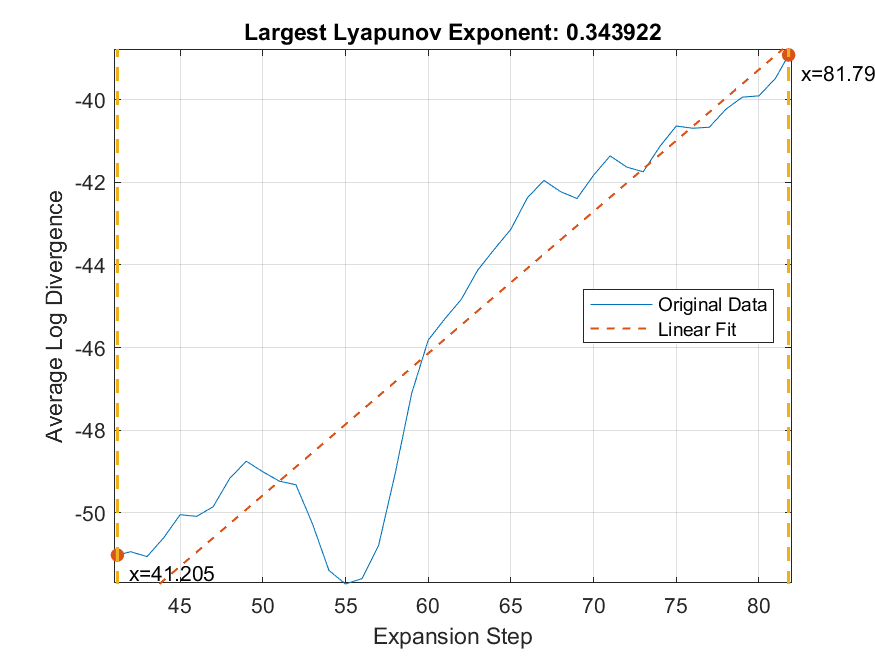 Largest Lyapunov Exponent: 0.343922
x=81.79
-40
-42
-44
-46
-48
-50
Average Log Divergence
Original Data
Linear Fit
x=41.205
45
50
55
60
65
70
75
80
Expansion Step